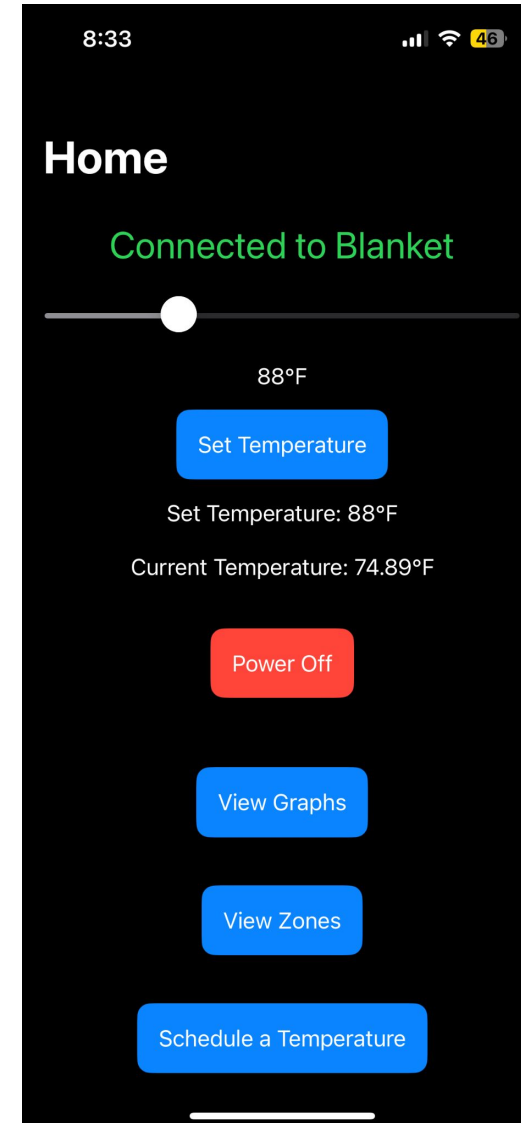 8:33
46
Home
Connected to Blanket
88°F
Set Temperature
Set Temperature: 88°F
Current Temperature: 74.89°F
Power Off
View Graphs
View Zones
Schedule a Temperature